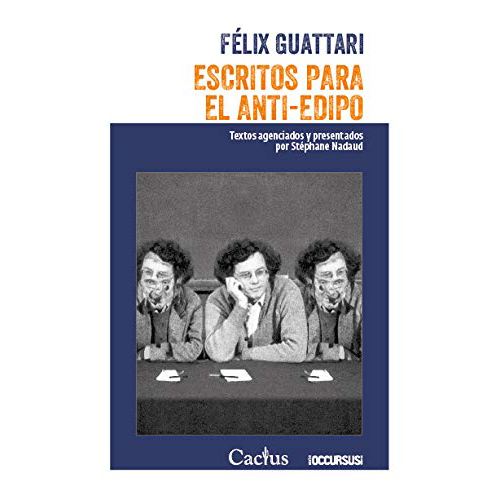 FÉLIX GUATTARI
ESCRITOS PARA
EL ANTI-EDIPO
Textos agenciados y presentados
por Stéphane Nadaud
Cactus
OCCURSUS